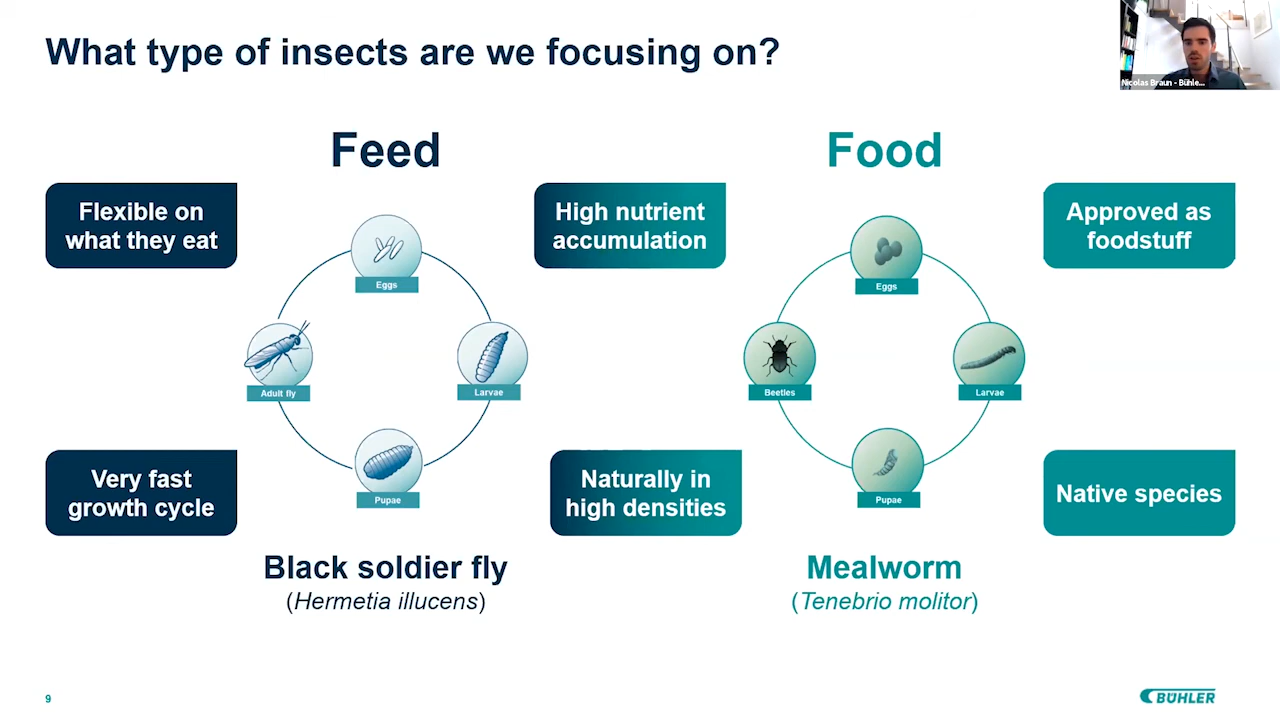 What type of insects are we focusing on?
Nicolas Braun - Bühle...
Feed
Food
Flexible on
what they eat
High nutrient
accumulation
Approved as
foodstuff
Eggs
Adult fly
Larvae
Pupae
Eggs
Beetles
Larvae
Pupae
Very fast
growth cycle
Naturally in
high densities
Native species
Black soldier fly
(Hermetia illucens)
Mealworm
(Tenebrio molitor)
9
BÜHLER